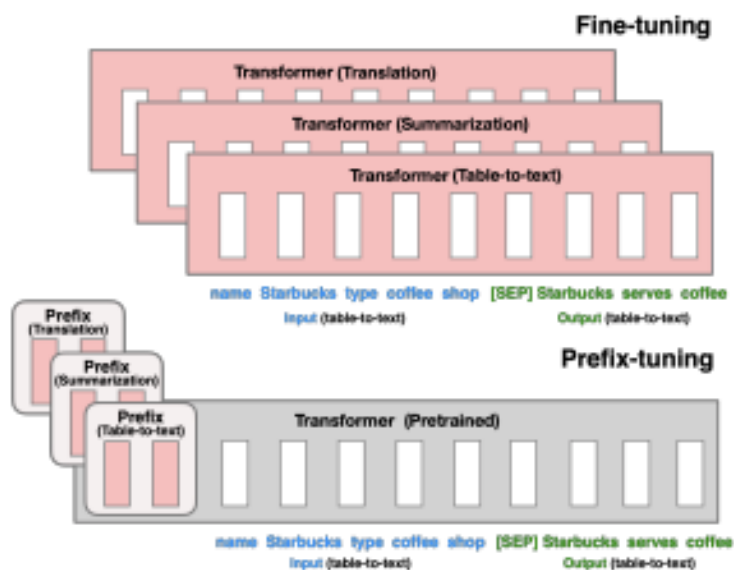 Fine-tuning
Transformer (Translation)
Transformer (Summarization)
Transformer (Table-to-text)
name Starbucks type coffee shop [SEP] Starbucks serves coffee
Input (table-to-text) Output (table-to-text)
Prefix-tuning
Prefix
(Translation)
Prefix
(Summarization)
Prefix
(Table-to-text)
Transformer (Pretrained)
name Starbucks type coffee shop [SEP] Starbucks serves coffee
Input (table-to-text) Output (table-to-text)